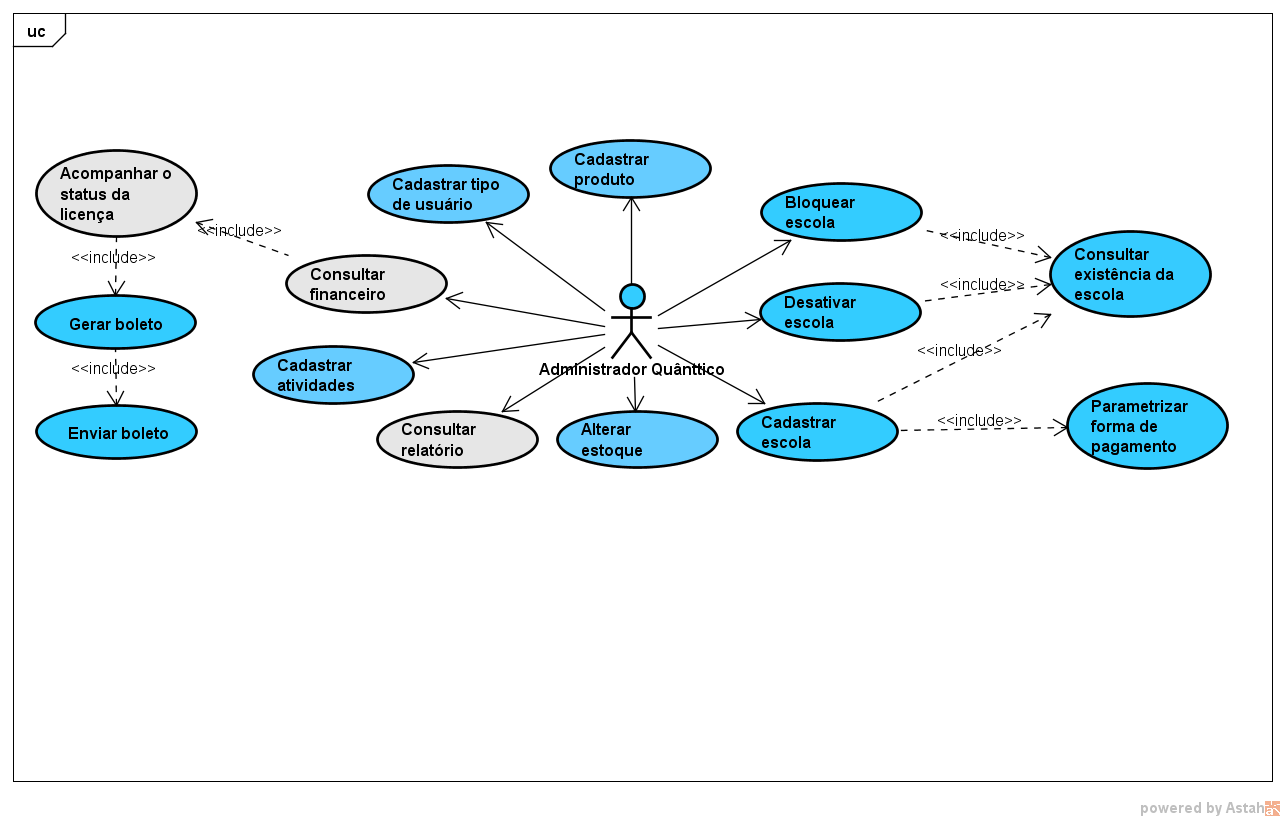 uc
Cadastrar
produto
Acompanhar o
status da
licença
Cadastrar tipo
de usuário
Bloquear
escola
<<include>>
<<include>>
Consultar
existência da
escola
<<include>>
Consultar
financeiro
<<include>>
Desativar
escola
Gerar boleto
<<include>>
<<include>>
Cadastrar
atividades
Administrador Quânttico
Enviar boleto
Consultar
relatório
Alterar
estoque
Cadastrar
escola
<<include>>
Parametrizar
forma de
pagamento
powered by Astah